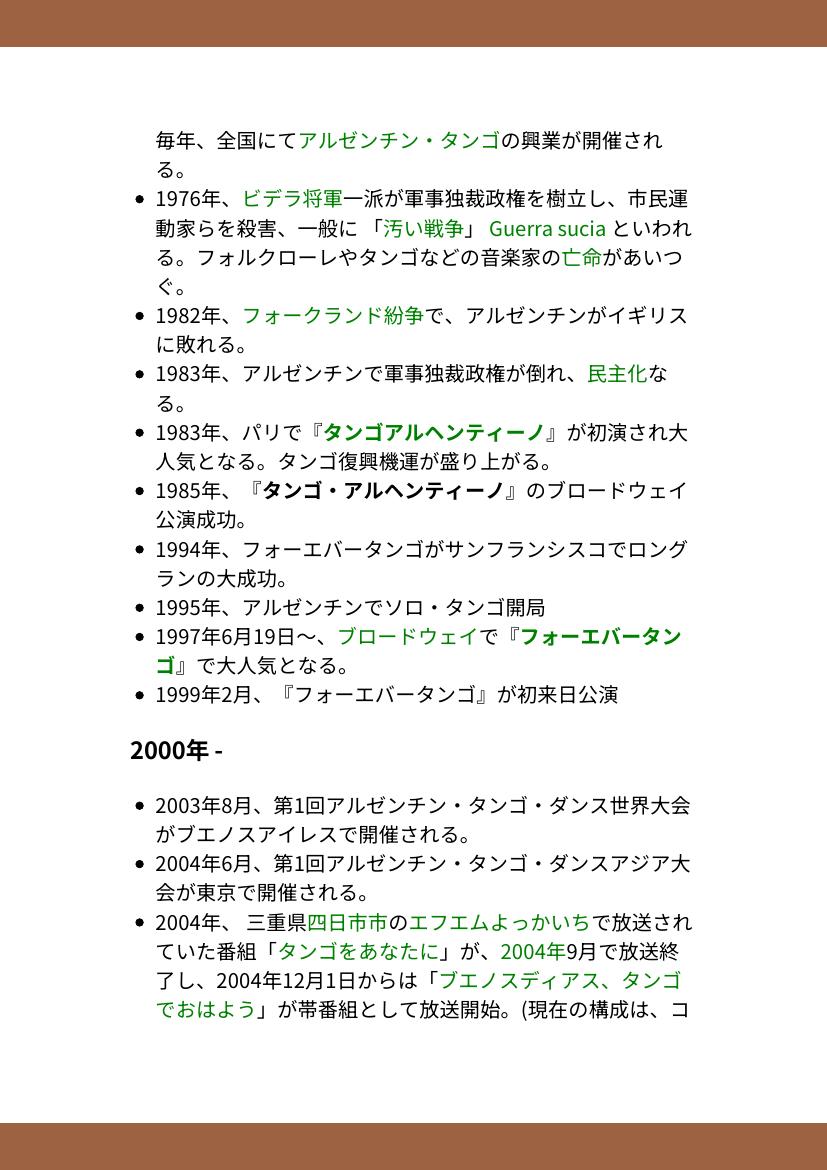 毎年、全国にてアルゼンチン・タンゴの興業が開催され
る。
• 1976年、ビデラ将軍一派が軍事独裁政権を樹立し、市民運
動家らを殺害、一般に 「汚い戦争」 Guerra sucia といわれ
る。フォルクローレやタンゴなどの音楽家の亡命があいつ
ぐ。
• 1982年、フォークランド紛争で、アルゼンチンがイギリス
に敗れる。
• 1983年、アルゼンチンで軍事独裁政権が倒れ、民主化な
る。
• 1983年、パリで『タンゴアルヘンティーノ』が初演され大
人気となる。タンゴ復興機運が盛り上がる。
• 1985年、『タンゴ・アルヘンティーノ』のブロードウェイ
公演成功。
• 1994年、フォーエバータンゴがサンフランシスコでロング
ランの大成功。
• 1995年、アルゼンチンでソロ・タンゴ開局
• 1997年6月19日〜、ブロードウェイで『フォーエバータン
ゴ』で大人気となる。
• 1999年2月、『フォーエバータンゴ』が初来日公演
2000年 -
• 2003年8月、第1回アルゼンチン・タンゴ・ダンス世界大会
がブエノスアイレスで開催される。
• 2004年6月、第1回アルゼンチン・タンゴ・ダンスアジア大
会が東京で開催される。
• 2004年、 三重県四日市市のエフエムよっかいちで放送され
ていた番組「タンゴをあなたに」が、2004年9月で放送終
了し、2004年12月1日からは「ブエノスディアス、タンゴ
でおはよう」が帯番組として放送開始。(現在の構成は、コ